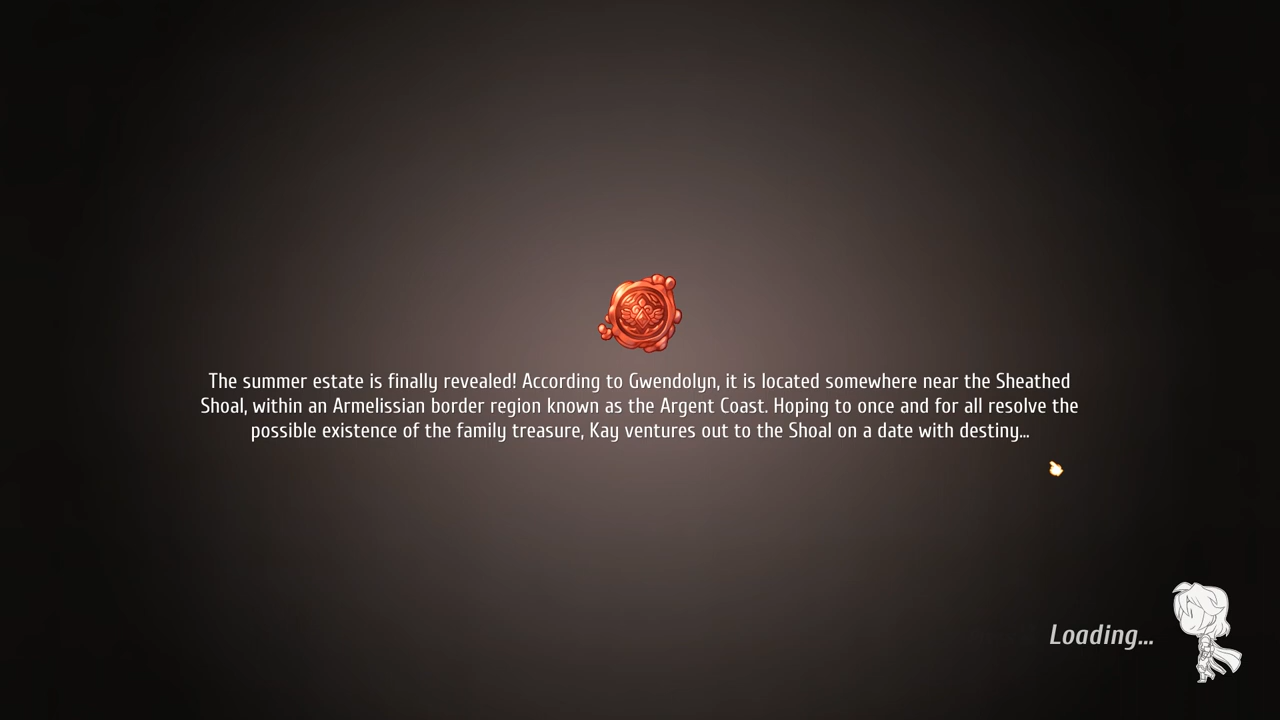 The summer estate is finally revealed! According to Gwendolyn, it is located somewhere near the Sheathed
Shoal, within an Armelissian border region known as the Argent Coast. Hoping to once and for all resolve the
possible existence of the family treasure, Kay ventures out to the Shoal on a date with destiny...
Loading...